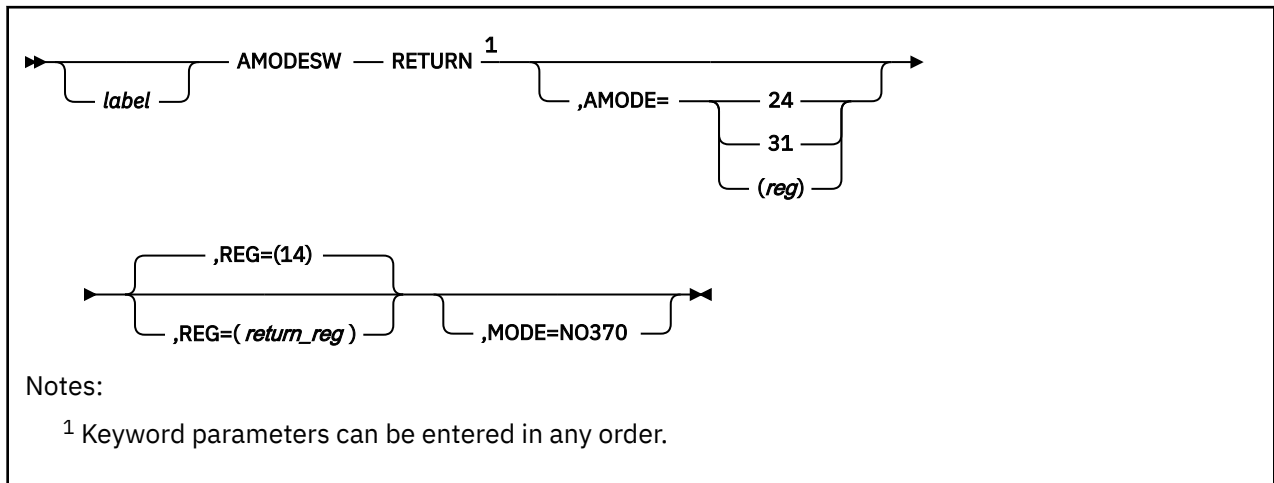 label AMODESW RETURN 1 ,AMODE= 24
31
(reg)
,REG=(14)
,REG=( return_reg ) ,MODE=NO370
Notes:
1 Keyword parameters can be entered in any order.